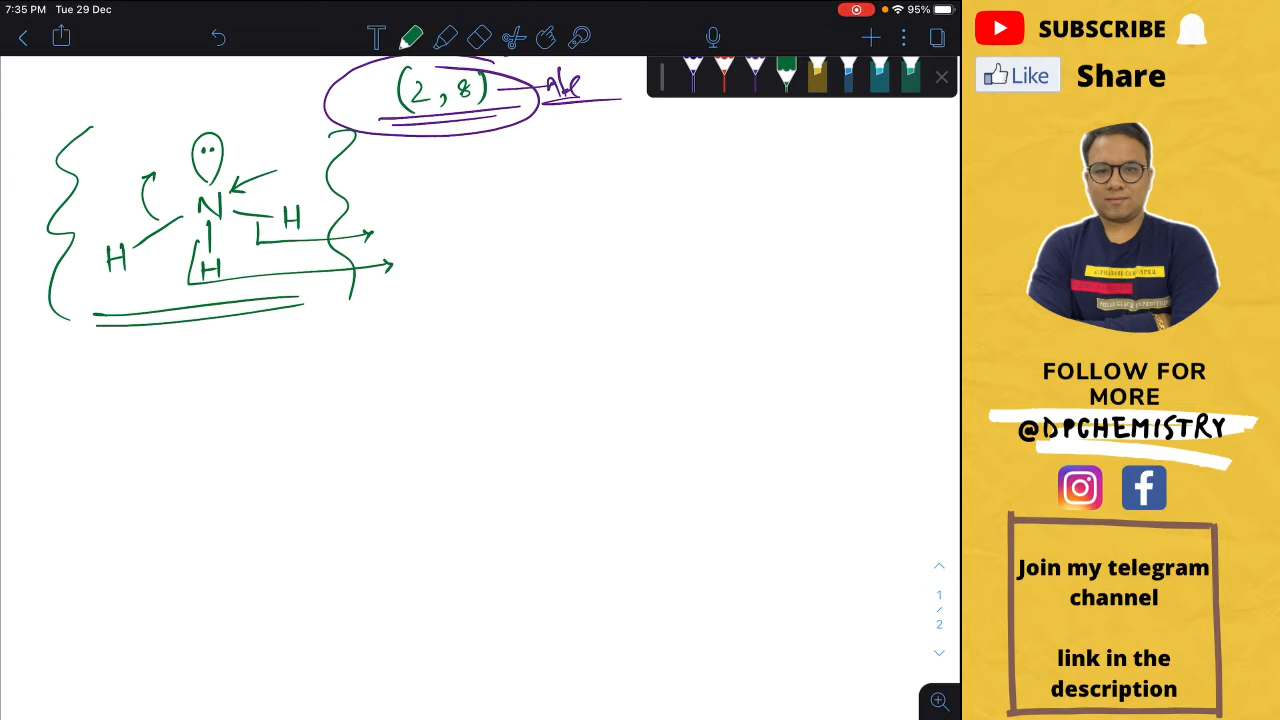 7:35 PM Tue 29 Dec
95%
(2, 8)
N
H
H
H
1
/
2
SUBSCRIBE
Like
Share
FOLLOW FOR
MORE
@DPCHEMISTRY
Join my telegram
channel
link in the
description